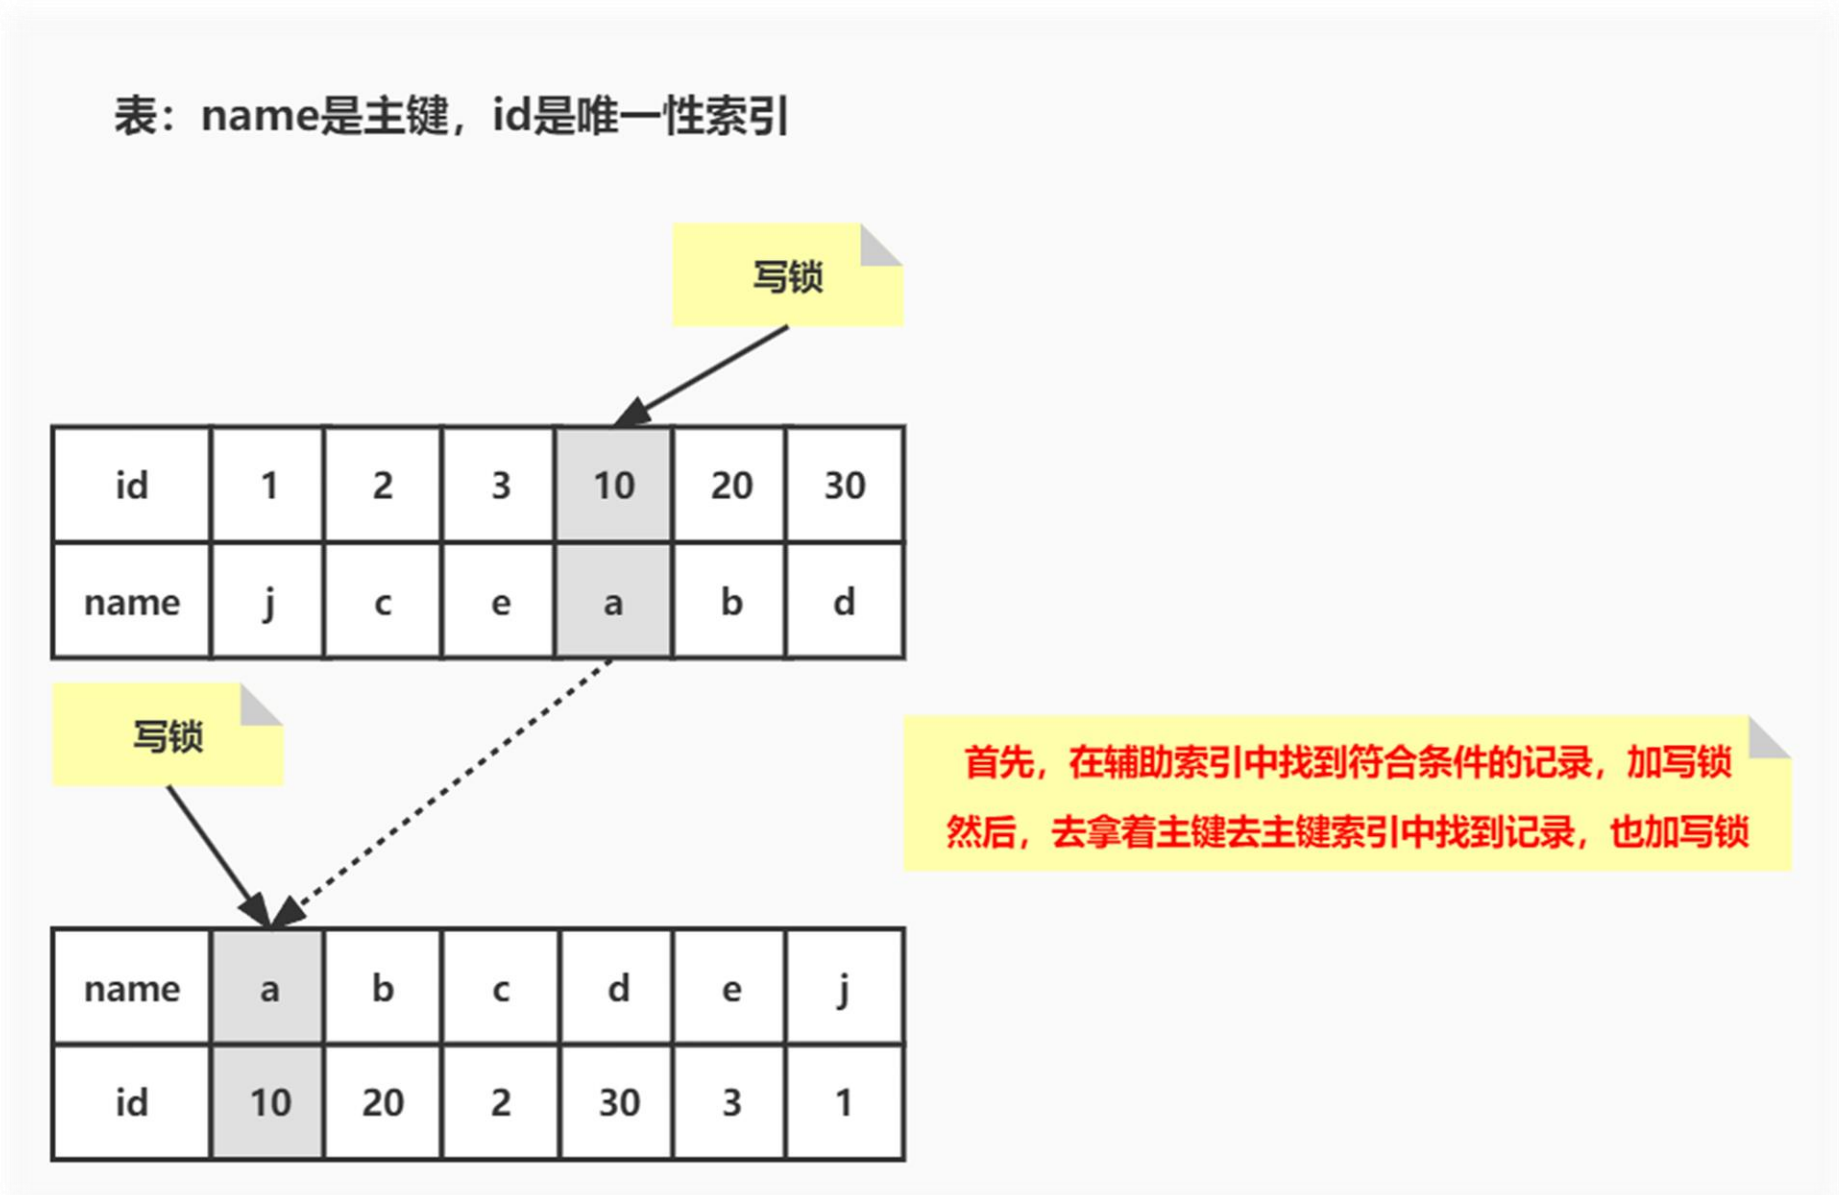 表：name是主键，id是唯一性索引
写锁
id 1 2 3 10 20 30
name j c e a b d
写锁
首先，在辅助索引中找到符合条件的记录，加写锁
然后，去拿着主键去主键索引中找到记录，也加写锁
name a b c d e j
id 10 20 2 30 3 1